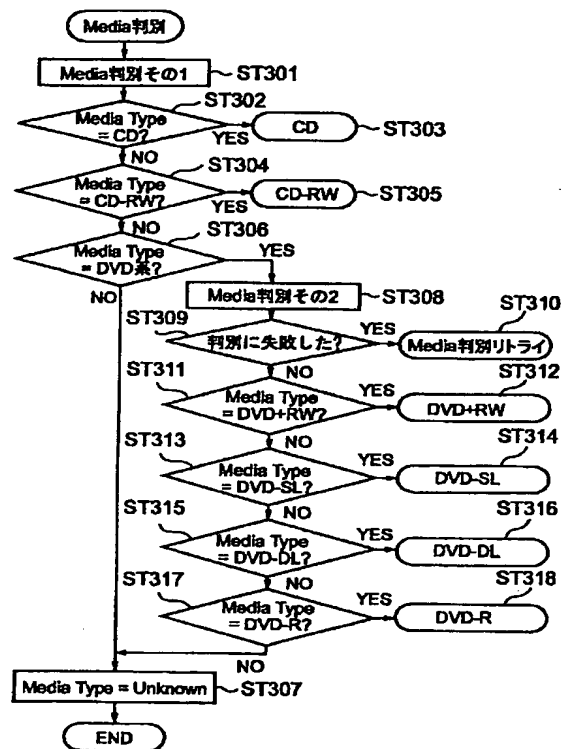 Media判別
Media判別その1
ST301
ST302
Media Type
= CD?
YES
CD
ST303
NO
ST304
Media Type
= CD-RW?
YES
CD-RW
ST305
NO
ST306
Media Type
= DVD系?
YES
NO
Media判別その2
ST308
ST309
判別に失敗した?
YES
ST310
Media判別リトライ
NO
ST311
Media Type
= DVD+RW?
YES
ST312
DVD+RW
NO
ST313
Media Type
= DVD-SL?
YES
ST314
DVD-SL
NO
ST315
Media Type
= DVD-DL?
YES
ST316
DVD-DL
NO
ST317
Media Type
= DVD-R?
YES
ST318
DVD-R
NO
Media Type = Unknown
ST307
END